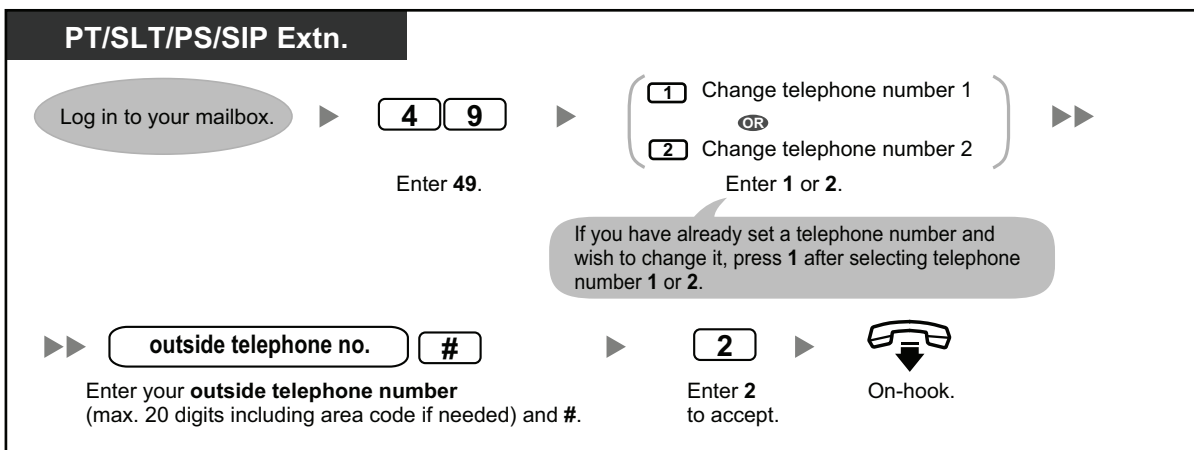 PT/SLT/PS/SIP Extn.
Log in to your mailbox.
4 9
Enter 49.
1 Change telephone number 1
OR
2 Change telephone number 2
Enter 1 or 2.
If you have already set a telephone number and
wish to change it, press 1 after selecting telephone
number 1 or 2.
outside telephone no. #
Enter your outside telephone number
(max. 20 digits including area code if needed) and #.
2
Enter 2
to accept.
On-hook.